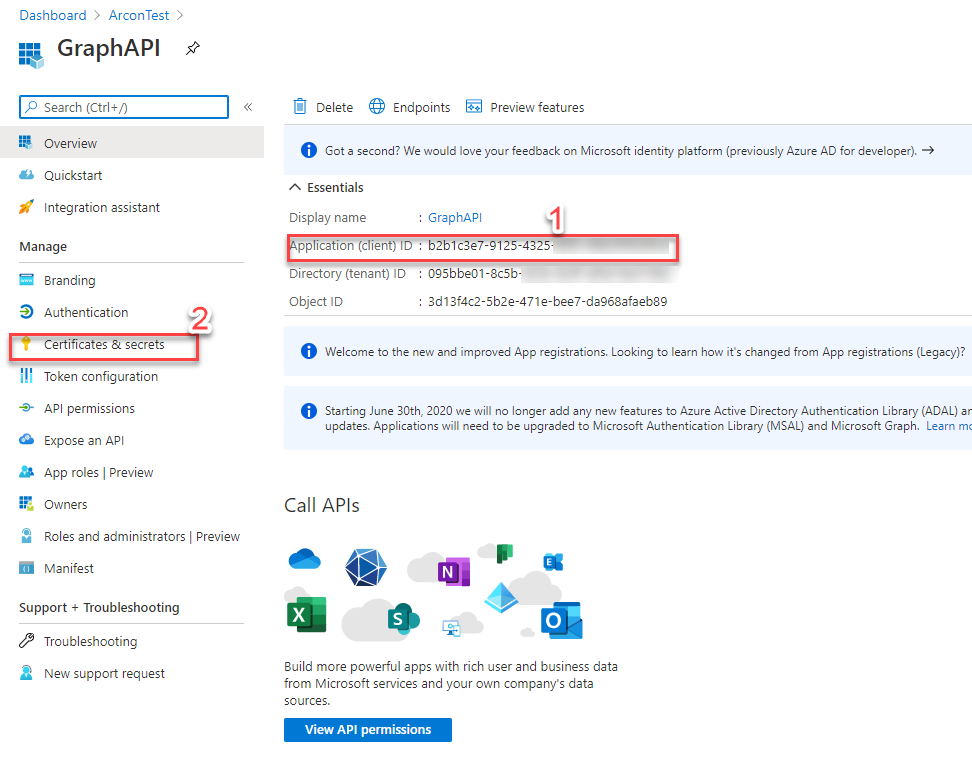 Dashboard > ArconTest >
GraphAPI
Search (Ctrl+/)
«
Overview
Quickstart
Integration assistant
Manage
Branding
Authentication
2
Certificates & secrets
Token configuration
API permissions
Expose an API
App roles | Preview
Owners
Roles and administrators | Preview
Manifest
Support + Troubleshooting
Troubleshooting
New support request
Delete Endpoints Preview features
Got a second? We would love your feedback on Microsoft identity platform (previously Azure AD for developer). →
Essentials
Display name : GraphAPI
1
Application (client) ID : b2b1c3e7-9125-4325-
Directory (tenant) ID : 095bbe01-8c5b-
Object ID : 3d13f4c2-5b2e-471e-bee7-da968afaeb89
Welcome to the new and improved App registrations. Looking to learn how it's changed from App registrations (Legacy)?
Starting June 30th, 2020 we will no longer add any new features to Azure Active Directory Authentication Library (ADAL) an
updates. Applications will need to be upgraded to Microsoft Authentication Library (MSAL) and Microsoft Graph. Learn mo
Call APIs
N
E
X
S
O
Build more powerful apps with rich user and business data
from Microsoft services and your own company's data
sources.
View API permissions